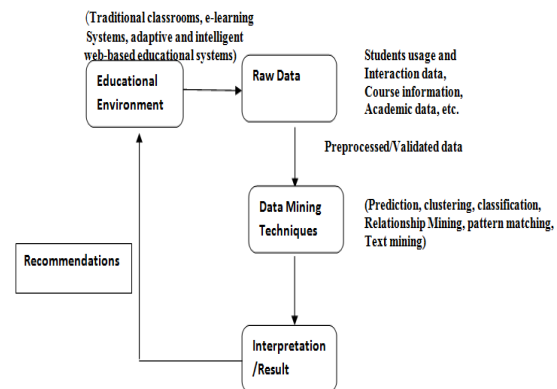 (Traditional classrooms, e-learning
Systems, adaptive and intelligent
web-based educational systems)
Educational
Environment
Raw Data
Students usage and
Interaction data,
Course information,
Academic data, etc.
Preprocessed/Validated data
Data Mining
Techniques
(Prediction, clustering, classification,
Relationship Mining, pattern matching,
Text mining)
Recommendations
Interpretation
/Result